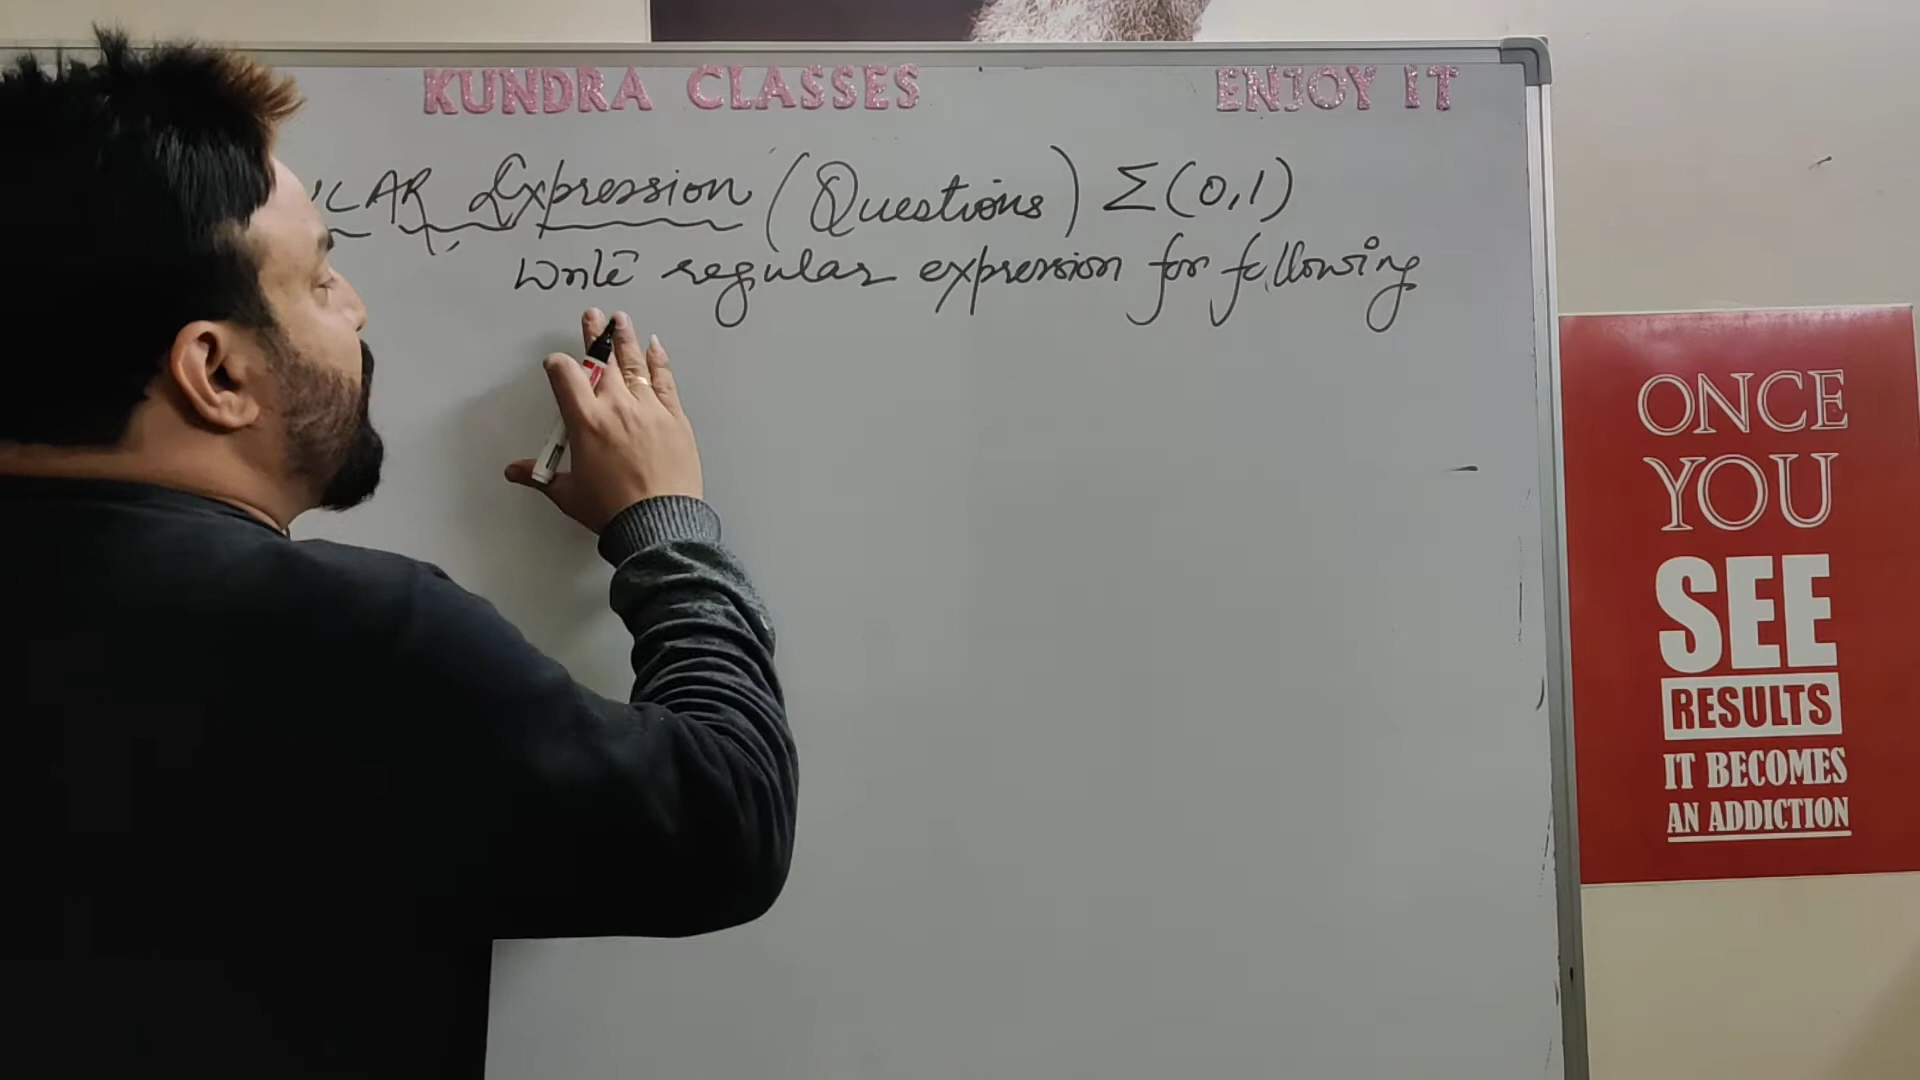 KUNDRA CLASSES ENJOY IT
Expression (Questions) Σ(0,1)
Write regular expression for following
ONCE
YOU
SEE
RESULTS
IT BECOMES
AN ADDICTION